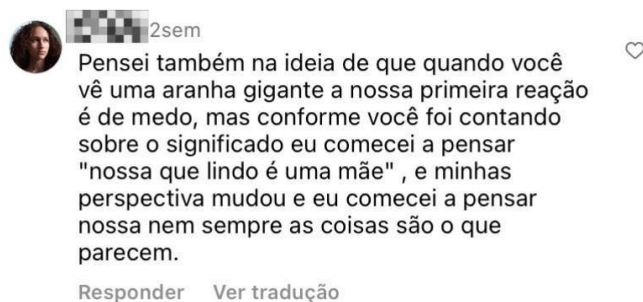 2sem
Pensei também na ideia de que quando você
vê uma aranha gigante a nossa primeira reação
é de medo, mas conforme você foi contando
sobre o significado eu comecei a pensar
"nossa que lindo é uma mãe" , e minhas
perspectiva mudou e eu comecei a pensar
nossa nem sempre as coisas são o que
parecem.
Responder Ver tradução